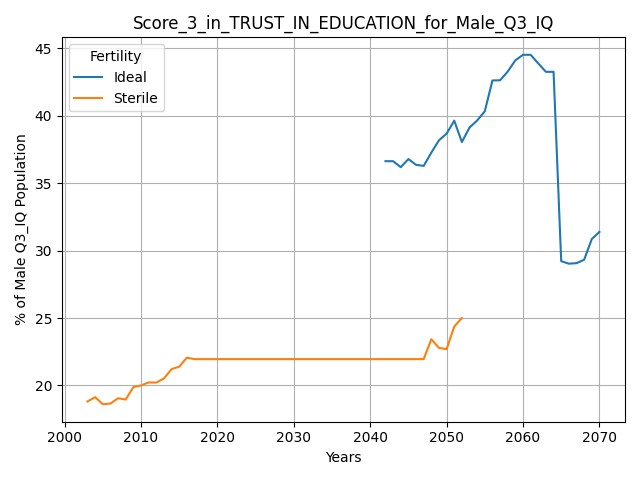 Score_3_in_TRUST_IN_EDUCATION_for_Male_Q3_IQ
Fertility
Ideal
Sterile
% of Male Q3_IQ Population
45
40
35
30
25
20
2000 2010 2020 2030 2040 2050 2060 2070
Years